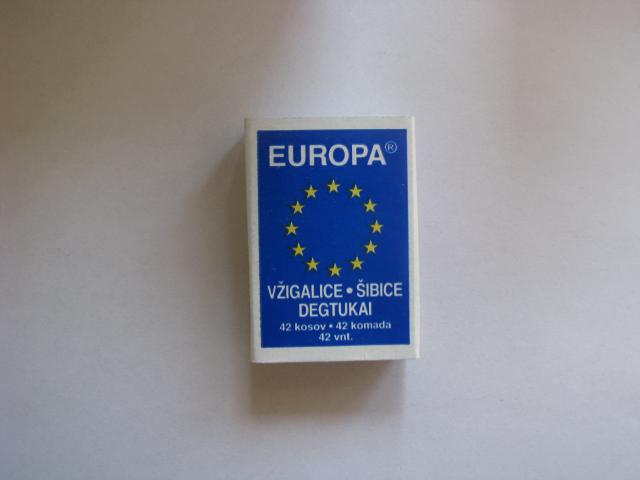 EUROPA®
VŽIGALICE • ŠIBICE
DEGTUKAI
42 kosov • 42 komada
42 vnt.